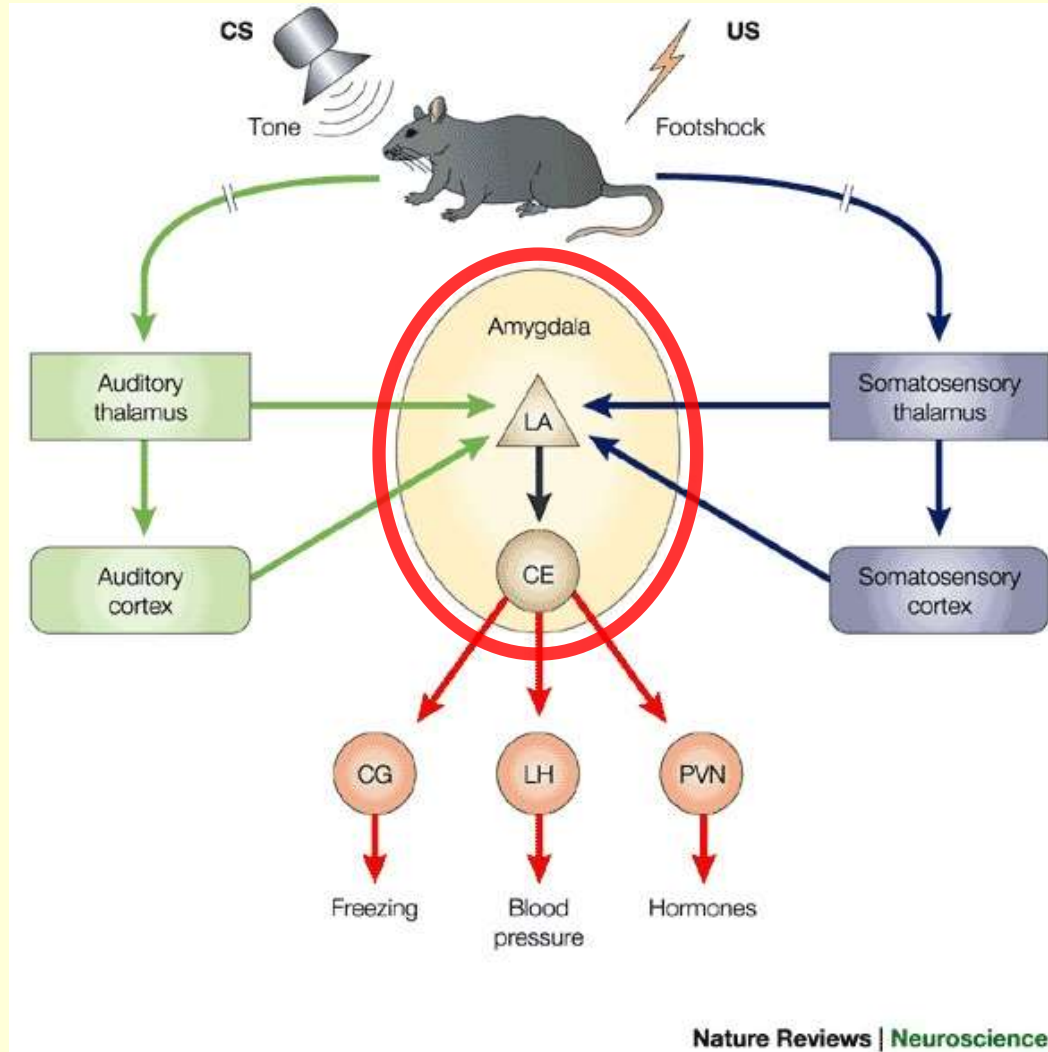 CS
US
Tone
Footshock
Amygdala
Auditory
thalamus
LA
Somatosensory
thalamus
Auditory
cortex
CE
Somatosensory
cortex
CG
LH
PVN
Freezing
Blood
pressure
Hormones
Nature Reviews | Neuroscience